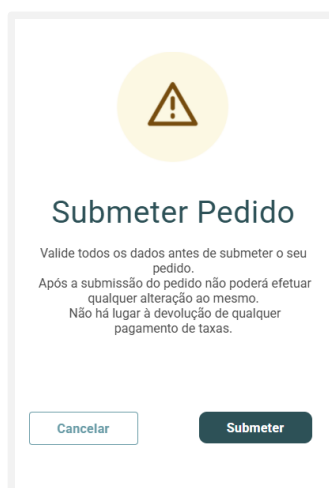 Submeter Pedido
Valide todos os dados antes de submeter o seu
pedido.
Após a submissão do pedido não poderá efetuar
qualquer alteração ao mesmo.
Não há lugar à devolução de qualquer
pagamento de taxas.
Cancelar
Submeter